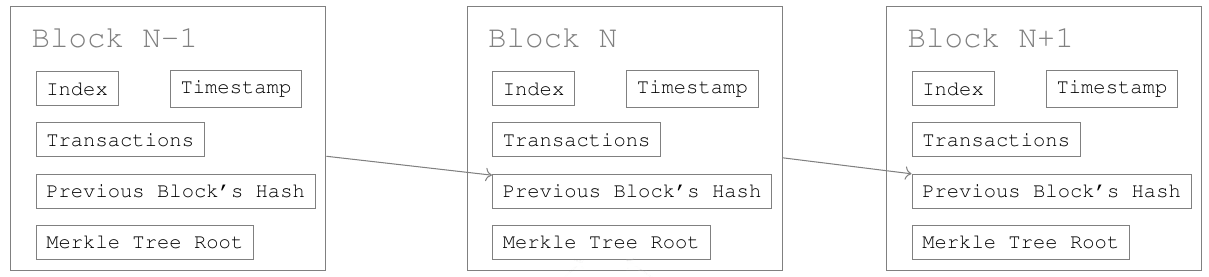 Block N−1
Index
Timestamp
Transactions
Previous Block’s Hash
Merkle Tree Root
Block N
Index
Timestamp
Transactions
Previous Block’s Hash
Merkle Tree Root
Block N+1
Index
Timestamp
Transactions
Previous Block’s Hash
Merkle Tree Root